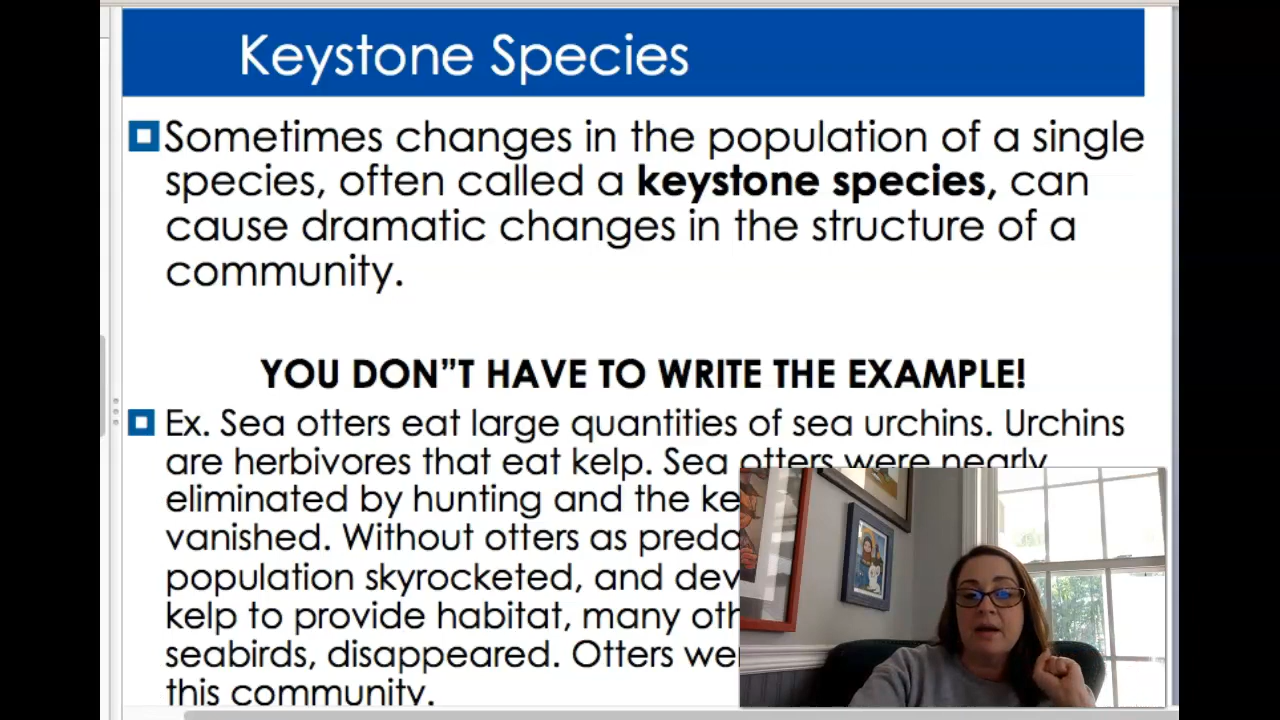 Keystone Species
Sometimes changes in the population of a single
species, often called a keystone species, can
cause dramatic changes in the structure of a
community.
YOU DON”T HAVE TO WRITE THE EXAMPLE!
Ex. Sea otters eat large quantities of sea urchins. Urchins
are herbivores that eat kelp. Sea otters were nearly
eliminated by hunting and the
vanished. Without otters as
population skyrocketed, and
kelp to provide habitat, many
seabirds, disappeared. Otters
this community.